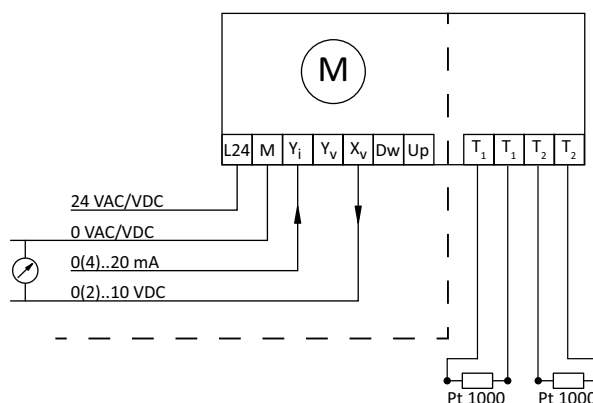 M
L24 M Yi Yv Xv Dw Up T1 T1 T2 T2
24 VAC/VDC
0 VAC/VDC
0(4)..20 mA
0(2)..10 VDC
Pt 1000 Pt 1000